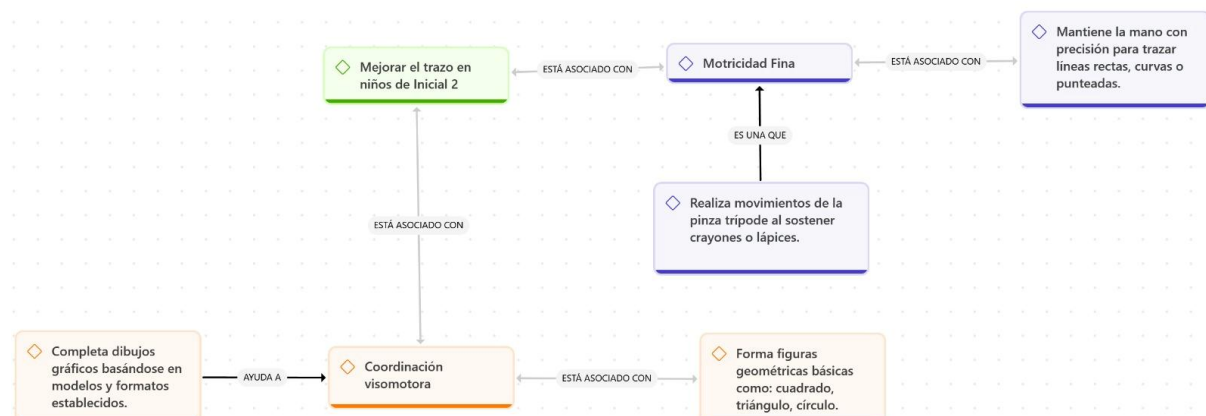 Mantiene la mano con
precisión para trazar
lineas rectas, curvas o
punteadas.
Mejorar el trazo en
niños de Inicial 2
ESTÁ ASOCIADO CON
Motricidad Fina
ESTÁ ASOCIADO CON
ES UNA QUE
Realiza movimientos de la
pinza trípode al sostener
crayones o lápices.
ESTÁ ASOCIADO CON
Completa dibujos
gráficos basándose en
modelos y formatos
establecidos.
AYUDA A
Coordinación
visomotora
ESTÁ ASOCIADO CON
Forma figuras
geométricas básicas
como: cuadrado,
triángulo, círculo.